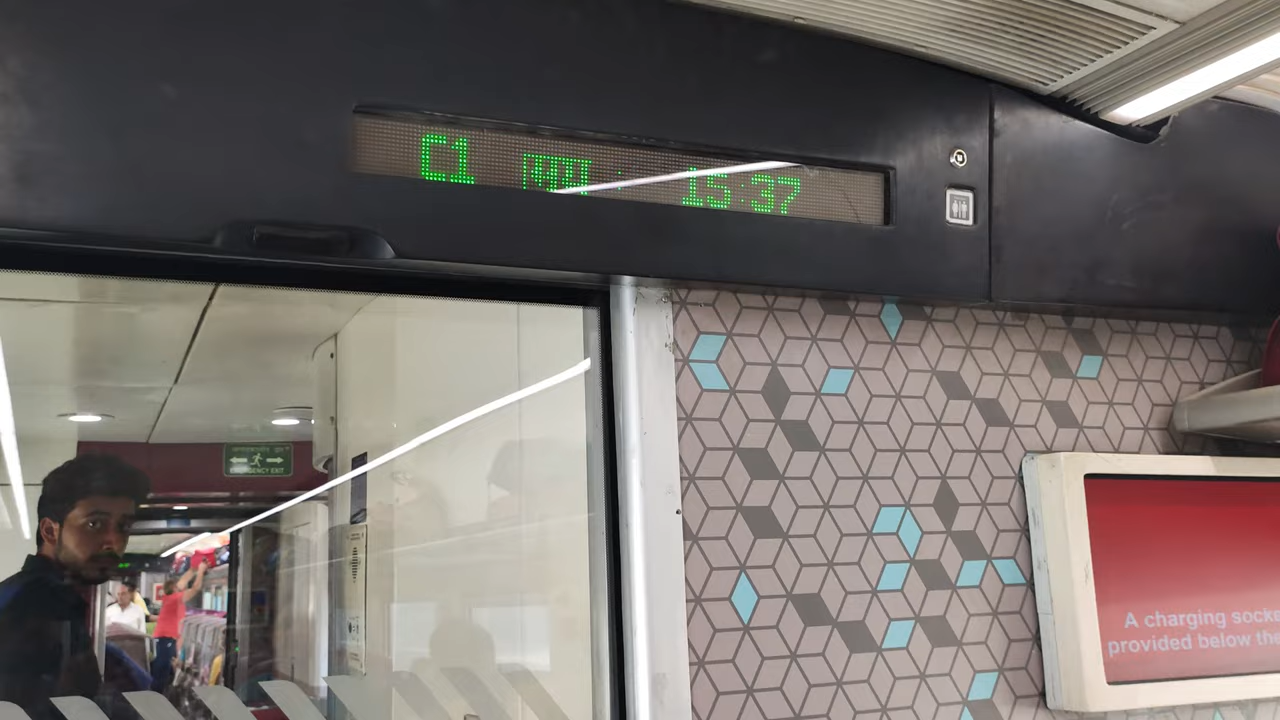 C1
15:37
EMERGENCY EXIT
A charging socke
provided below the